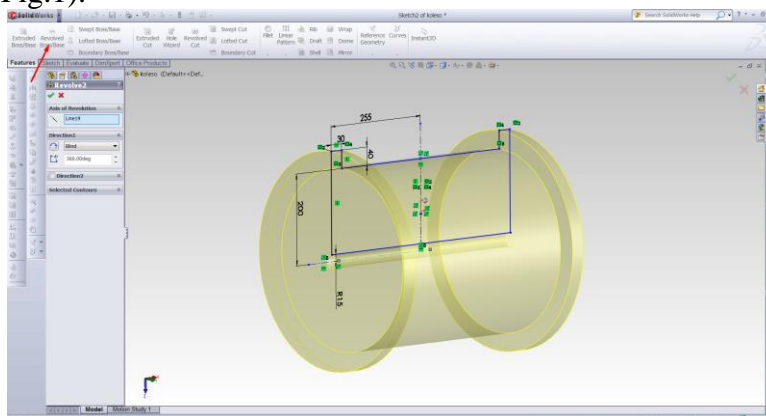 Fig.1).
SolidWorks
Sketch2 of koleso *
Search SolidWorks Help
Extruded Boss/Base
Revolved Boss/Base
Swept Boss/Base
Lofted Boss/Base
Boundary Boss/Base
Extruded Cut
Hole Wizard
Revolved Cut
Swept Cut
Lofted Cut
Boundary Cut
Fillet
Linear Pattern
Rib
Draft
Shell
Wrap
Dome
Mirror
Reference Geometry
Curves
Instant3D
Features Sketch Evaluate DimXpert Office Products
koleso (Default<<Def...
Revolve2
Axis of Revolution
Line19
Direction1
Blind
360.00deg
Direction2
Selected Contours
255
30
40
200
R15
Model Motion Study 1